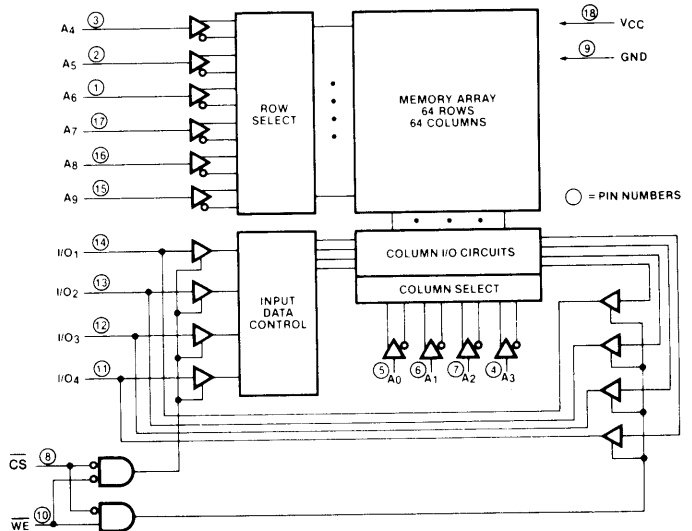 A4 3
A5 2
A6 1
A7 17
A8 16
A9 15
ROW
SELECT
MEMORY ARRAY
64 ROWS
64 COLUMNS
18 VCC
9 GND
= PIN NUMBERS
I/O1 14
I/O2 13
I/O3 12
I/O4 11
INPUT
DATA
CONTROL
COLUMN I/O CIRCUITS
COLUMN SELECT
5 A0 6 A1 7 A2 4 A3
C̅S̅ 8
W̅E̅ 10